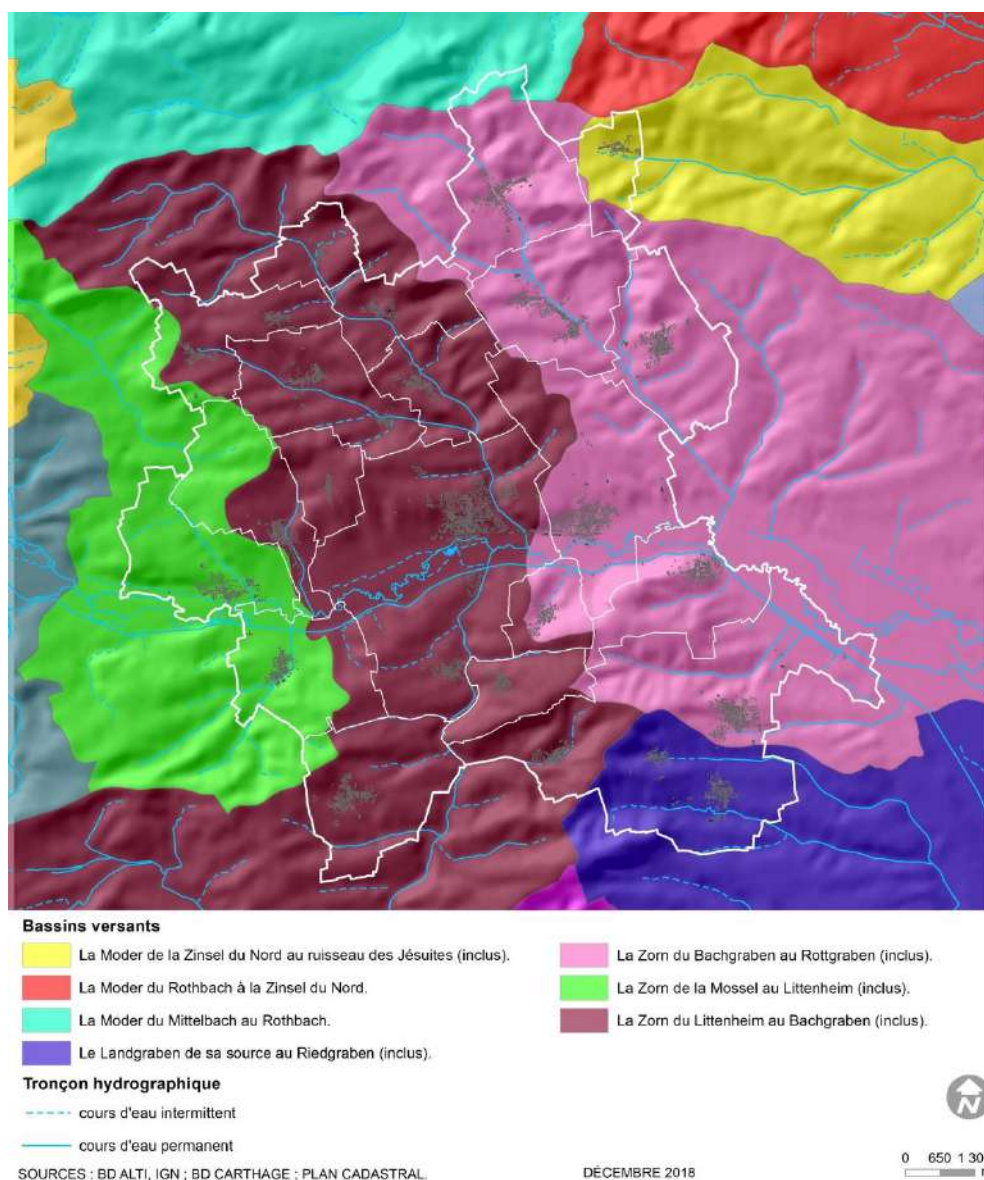 Bassins versants
La Moder de la Zinsel du Nord au ruisseau des Jésuites (inclus).
La Moder du Rothbach à la Zinsel du Nord.
La Moder du Mittelbach au Rothbach.
Le Landgraben de sa source au Riedgraben (inclus).
La Zorn du Bachgraben au Rottgraben (inclus).
La Zorn de la Mossel au Littenheim (inclus).
La Zorn du Littenheim au Bachgraben (inclus).
Tronçon hydrographique
cours d'eau intermittent
cours d'eau permanent
N
0 650 1 30
SOURCES : BD ALTI, IGN ; BD CARTHAGE ; PLAN CADASTRAL. DÉCEMBRE 2018